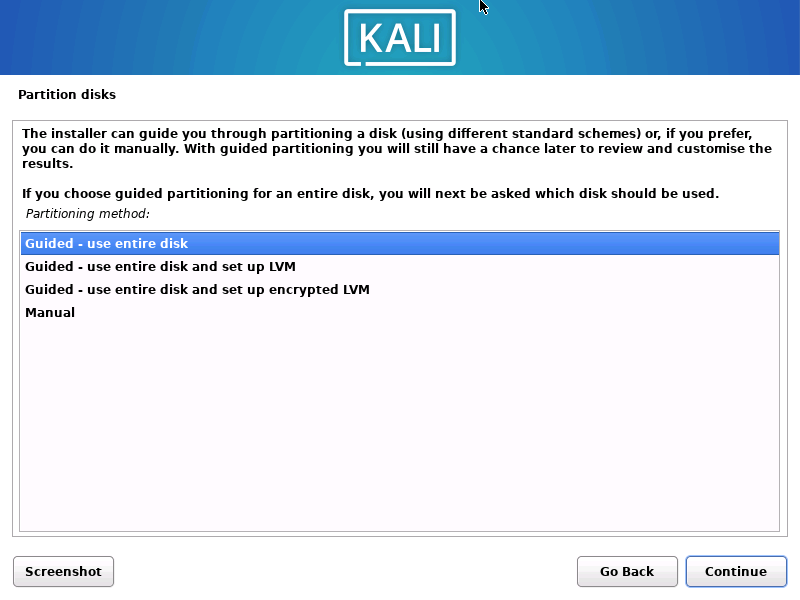 KALI
Partition disks
The installer can guide you through partitioning a disk (using different standard schemes) or, if you prefer,
you can do it manually. With guided partitioning you will still have a chance later to review and customise the
results.
If you choose guided partitioning for an entire disk, you will next be asked which disk should be used.
Partitioning method:
Guided - use entire disk
Guided - use entire disk and set up LVM
Guided - use entire disk and set up encrypted LVM
Manual
Screenshot
Go Back
Continue